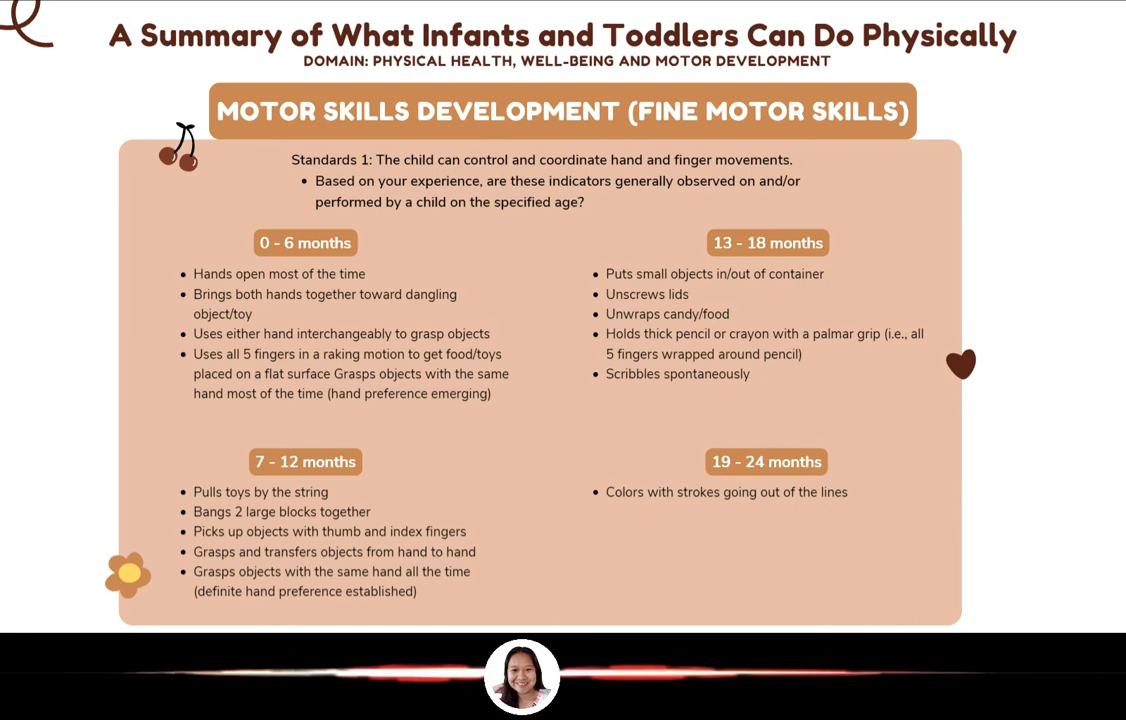 A Summary of What Infants and Toddlers Can Do Physically
DOMAIN: PHYSICAL HEALTH, WELL-BEING AND MOTOR DEVELOPMENT
MOTOR SKILLS DEVELOPMENT (FINE MOTOR SKILLS)
Standards 1: The child can control and coordinate hand and finger movements.
• Based on your experience, are these indicators generally observed on and/or
performed by a child on the specified age?
0 - 6 months
• Hands open most of the time
• Brings both hands together toward dangling
object/toy
• Uses either hand interchangeably to grasp objects
• Uses all 5 fingers in a raking motion to get food/toys
placed on a flat surface Grasps objects with the same
hand most of the time (hand preference emerging)
7 - 12 months
• Pulls toys by the string
• Bangs 2 large blocks together
• Picks up objects with thumb and index fingers
• Grasps and transfers objects from hand to hand
• Grasps objects with the same hand all the time
(definite hand preference established)
13 - 18 months
• Puts small objects in/out of container
• Unscrews lids
• Unwraps candy/food
• Holds thick pencil or crayon with a palmar grip (i.e., all
5 fingers wrapped around pencil)
• Scribbles spontaneously
19 - 24 months
• Colors with strokes going out of the lines